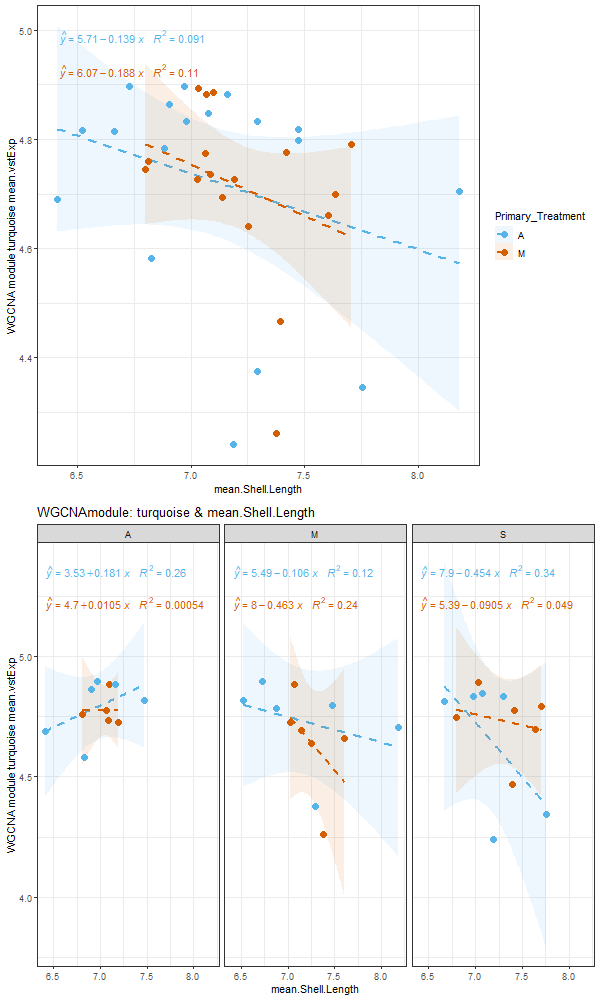 ŷ = 5.71 − 0.139 x   R² = 0.091
ŷ = 6.07 − 0.188 x   R² = 0.11
WGCNA module turquoise mean.vstExp
5.0
4.8
4.6
4.4
6.5 7.0 7.5 8.0
mean.Shell.Length
Primary_Treatment
A
M
WGCNAmodule: turquoise & mean.Shell.Length
A M S
ŷ = 3.53 + 0.181 x   R² = 0.26
ŷ = 4.7 + 0.0105 x   R² = 0.00054
ŷ = 5.49 − 0.106 x   R² = 0.12
ŷ = 8 − 0.463 x   R² = 0.24
ŷ = 7.9 − 0.454 x   R² = 0.34
ŷ = 5.39 − 0.0905 x   R² = 0.049
WGCNA module turquoise mean.vstExp
5.0
4.5
4.0
6.5 7.0 7.5 8.0 6.5 7.0 7.5 8.0 6.5 7.0 7.5 8.0
mean.Shell.Length